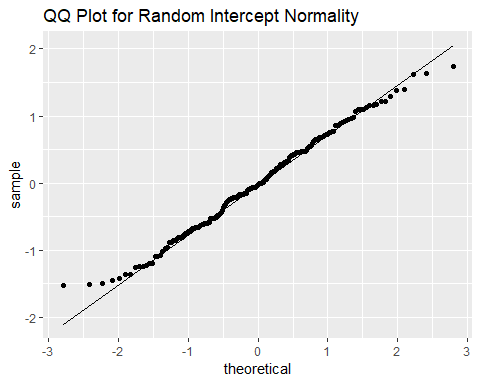 QQ Plot for Random Intercept Normality
2
1
0
-1
-2
sample
-3 -2 -1 0 1 2 3
theoretical